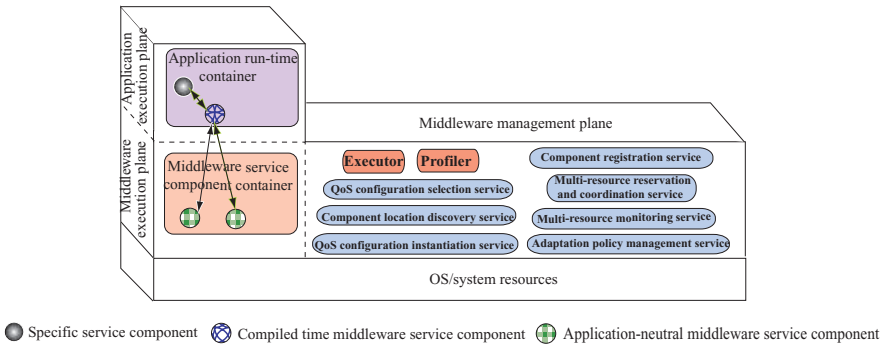 Application
execution plane
Middleware
execution plane
Application run-time
container
Middleware management plane
Middleware service
component container
Executor
Profiler
Component registration service
QoS configuration selection service
Multi-resource reservation
and coordination service
Component location discovery service
Multi-resource monitoring service
QoS configuration instantiation service
Adaptation policy management service
OS/system resources
Specific service component
Compiled time middleware service component
Application-neutral middleware service component